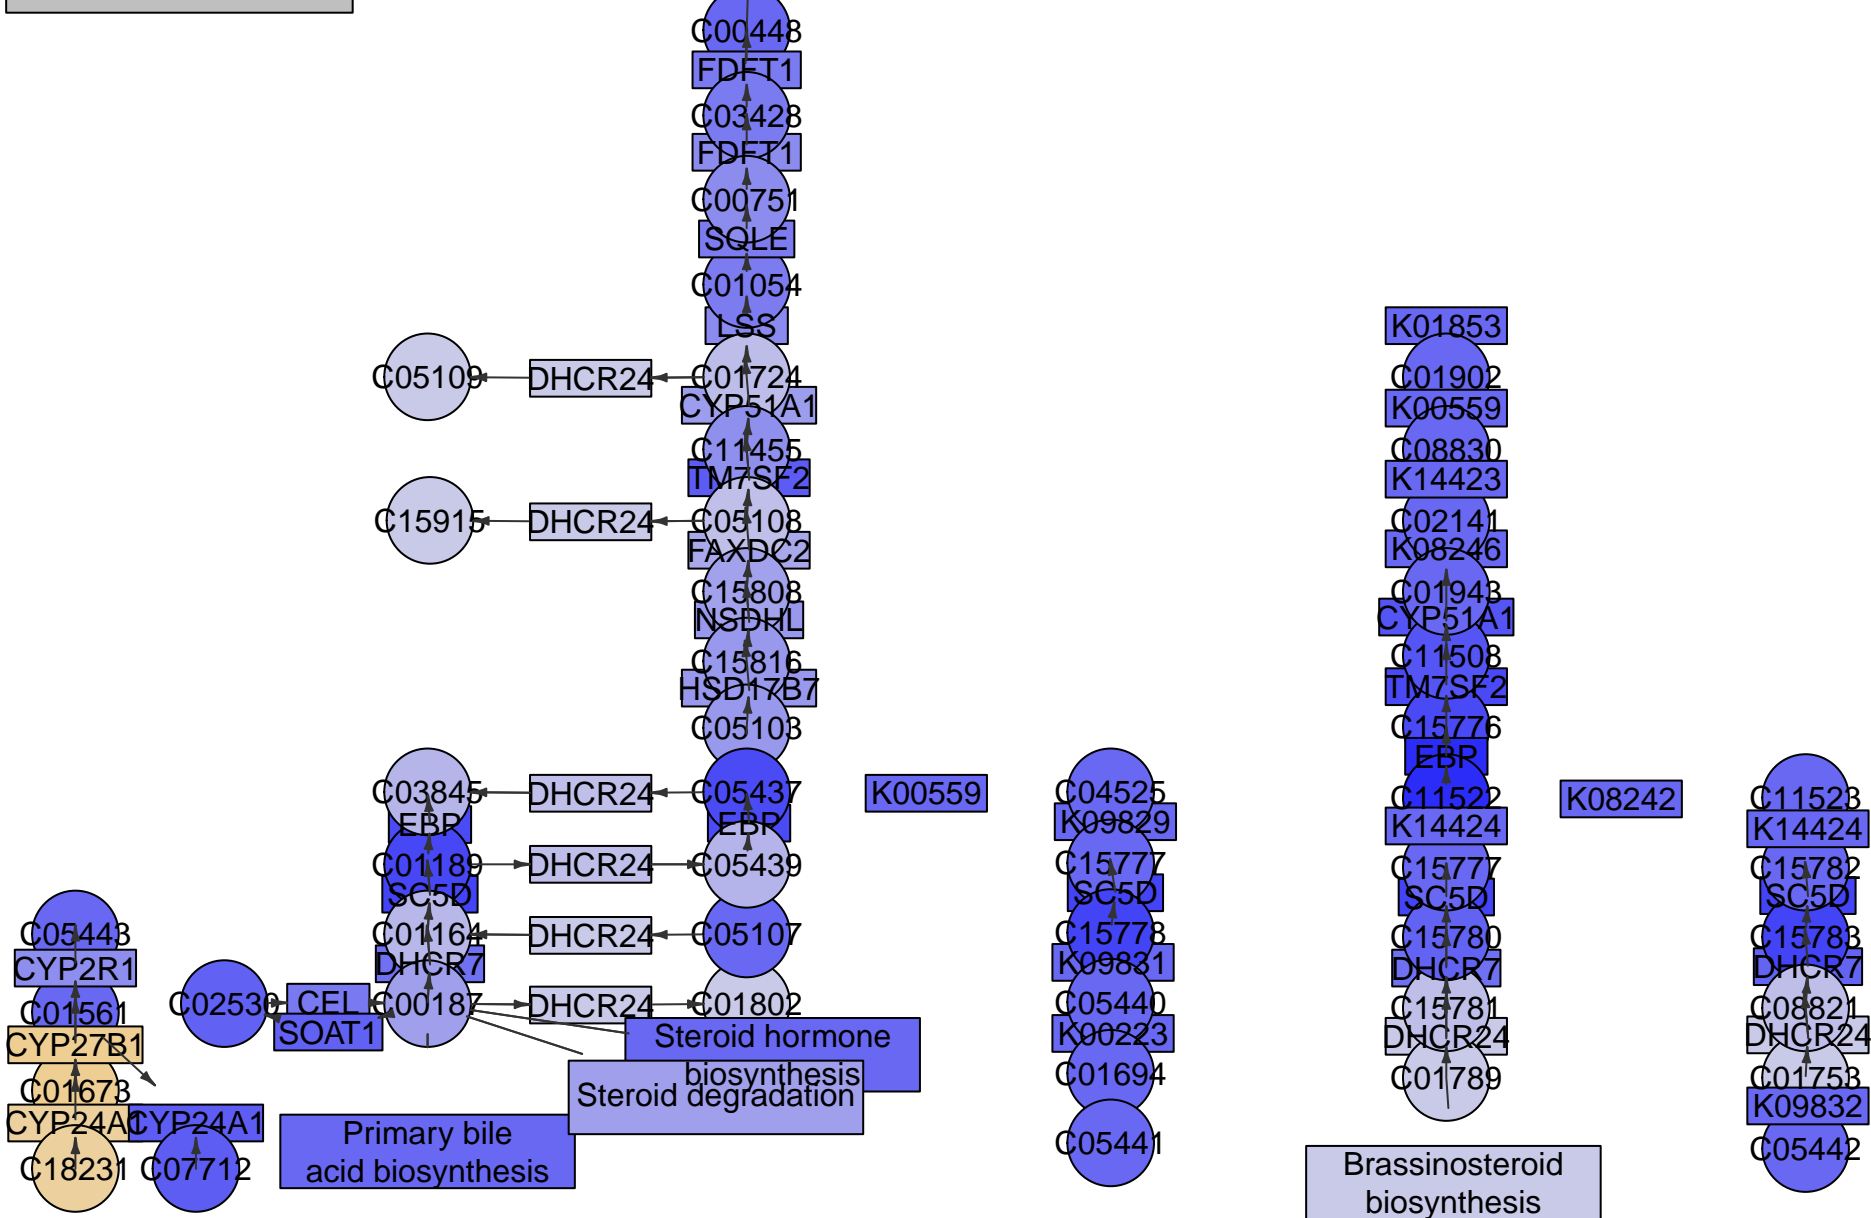 C00448
FDFT1
C03428
FDFT1
C00751
SQLE
C01054
LSS
C05109
DHCR24
C01724
CYP51A1
C11455
TM7SF2
C15915
DHCR24
C05108
FAXDC2
C15808
NSDHL
C15816
HSD17B7
C05103
C03845
DHCR24
C05437
K00559
EBP
EBP
C01189
DHCR24
C05439
SC5D
C01164
DHCR24
C05107
DHCR7
C02530
CEL
SOAT1
C00187
DHCR24
C01802
C05443
CYP2R1
C01561
CYP27B1
C01673
CYP24A1
CYP24A1
C18231
C07712
Steroid hormone
biosynthesis
Steroid degradation
Primary bile
acid biosynthesis
C04525
K09829
C15777
SC5D
C15778
K09831
C05440
K00223
C01694
C05441
K01853
C01902
K00559
C08830
K14423
C02141
K08246
C01943
CYP51A1
C11508
TM7SF2
C15776
EBP
C11522
K08242
K14424
C15777
SC5D
C15780
DHCR7
C15781
DHCR24
C01789
Brassinosteroid
biosynthesis
C11523
K14424
C15782
SC5D
C15783
DHCR7
C08821
DHCR24
C01753
K09832
C05442